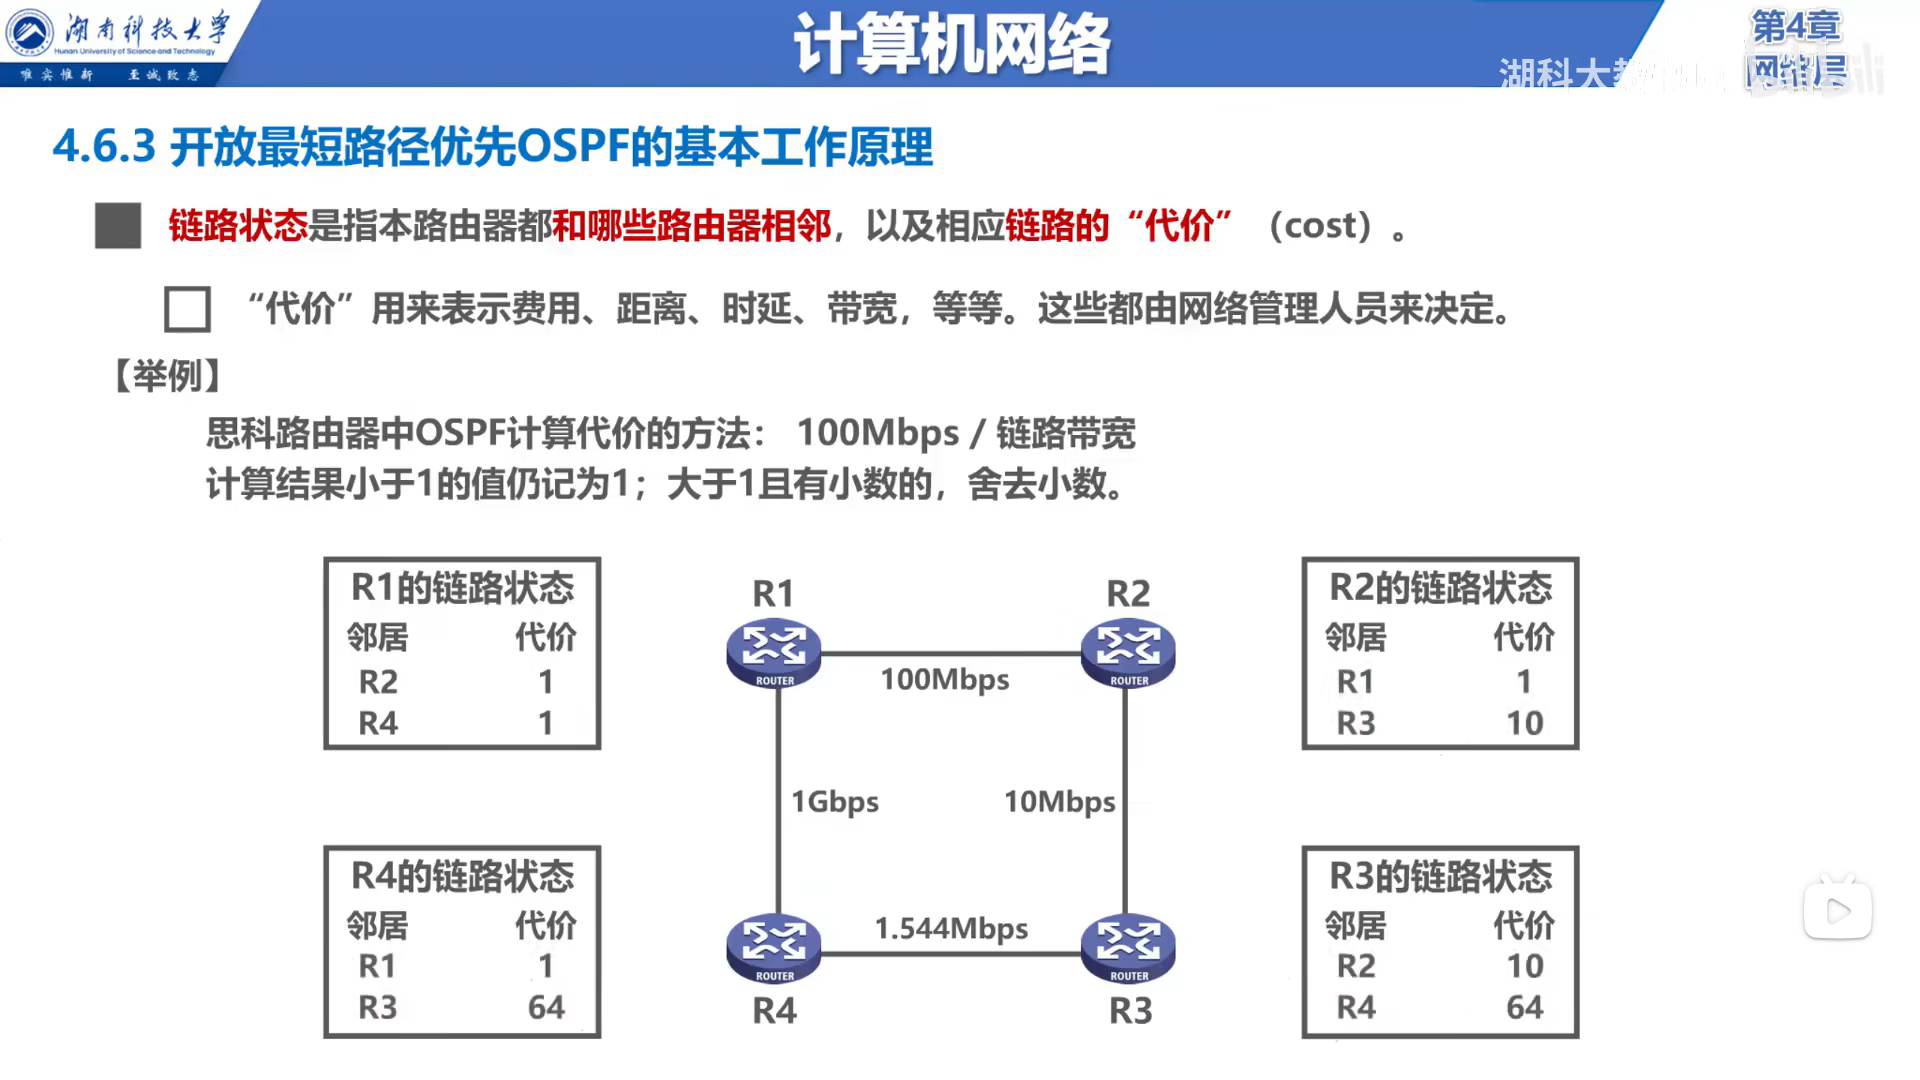 湖南科技大学
Hunan University of Science and Technology
唯实惟新 至诚致志
计算机网络
第4章
网络层
湖科大教
4.6.3 开放最短路径优先OSPF的基本工作原理
链路状态是指本路由器都和哪些路由器相邻，以及相应链路的“代价”（cost）。
“代价”用来表示费用、距离、时延、带宽，等等。这些都由网络管理人员来决定。
【举例】
思科路由器中OSPF计算代价的方法： 100Mbps / 链路带宽
计算结果小于1的值仍记为1；大于1且有小数的，舍去小数。
R1的链路状态
邻居 代价
R2 1
R4 1
R1
ROUTER
100Mbps
R2
ROUTER
R2的链路状态
邻居 代价
R1 1
R3 10
1Gbps
10Mbps
R4的链路状态
邻居 代价
R1 1
R3 64
ROUTER
R4
1.544Mbps
ROUTER
R3
R3的链路状态
邻居 代价
R2 10
R4 64